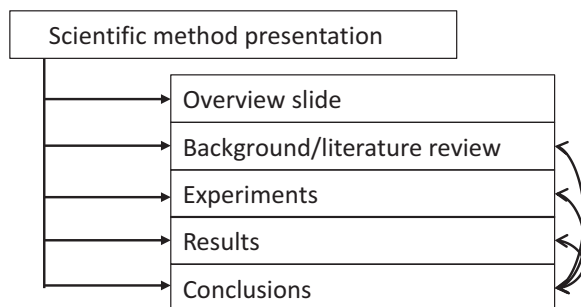 Scientific method presentation
Overview slide
Background/literature review
Experiments
Results
Conclusions